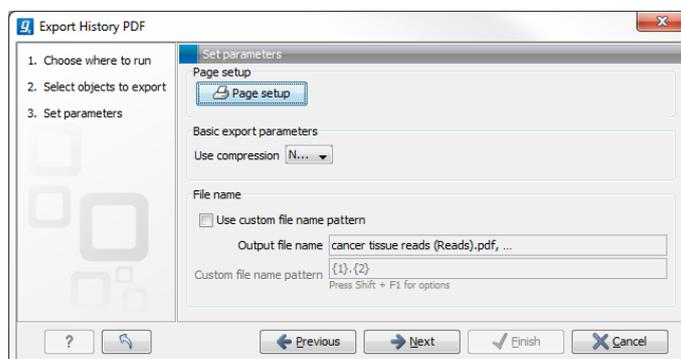 Export History PDF
1. Choose where to run
2. Select objects to export
3. Set parameters
Set parameters
Page setup
Page setup
Basic export parameters
Use compression N...
File name
Use custom file name pattern
Output file name cancer tissue reads (Reads).pdf, ...
Custom file name pattern {1}.{2}
Press Shift + F1 for options
? Previous Next Finish Cancel